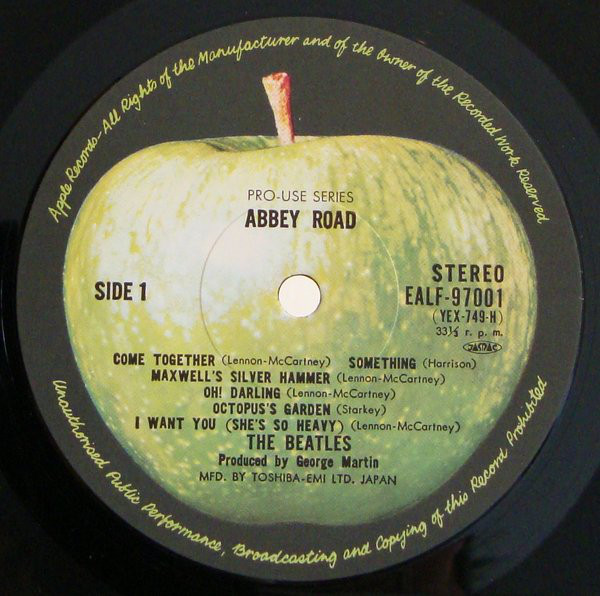 Apple Records-All Rights of the Manufacturer and of the Owner of the Recorded Work Reserved
PRO-USE SERIES
ABBEY ROAD
SIDE 1
STEREO
EALF-97001
(YEX-749-H)
33⅓ r. p. m.
JASRAC
COME TOGETHER (Lennon-McCartney) SOMETHING (Harrison)
MAXWELL'S SILVER HAMMER (Lennon-McCartney)
OH! DARLING (Lennon-McCartney)
OCTOPUS'S GARDEN (Starkey)
I WANT YOU (SHE'S SO HEAVY) (Lennon-McCartney)
THE BEATLES
Produced by George Martin
MFD. BY TOSHIBA-EMI LTD. JAPAN
Unauthorised Public Performance, Broadcasting and Copying of this Record Prohibited